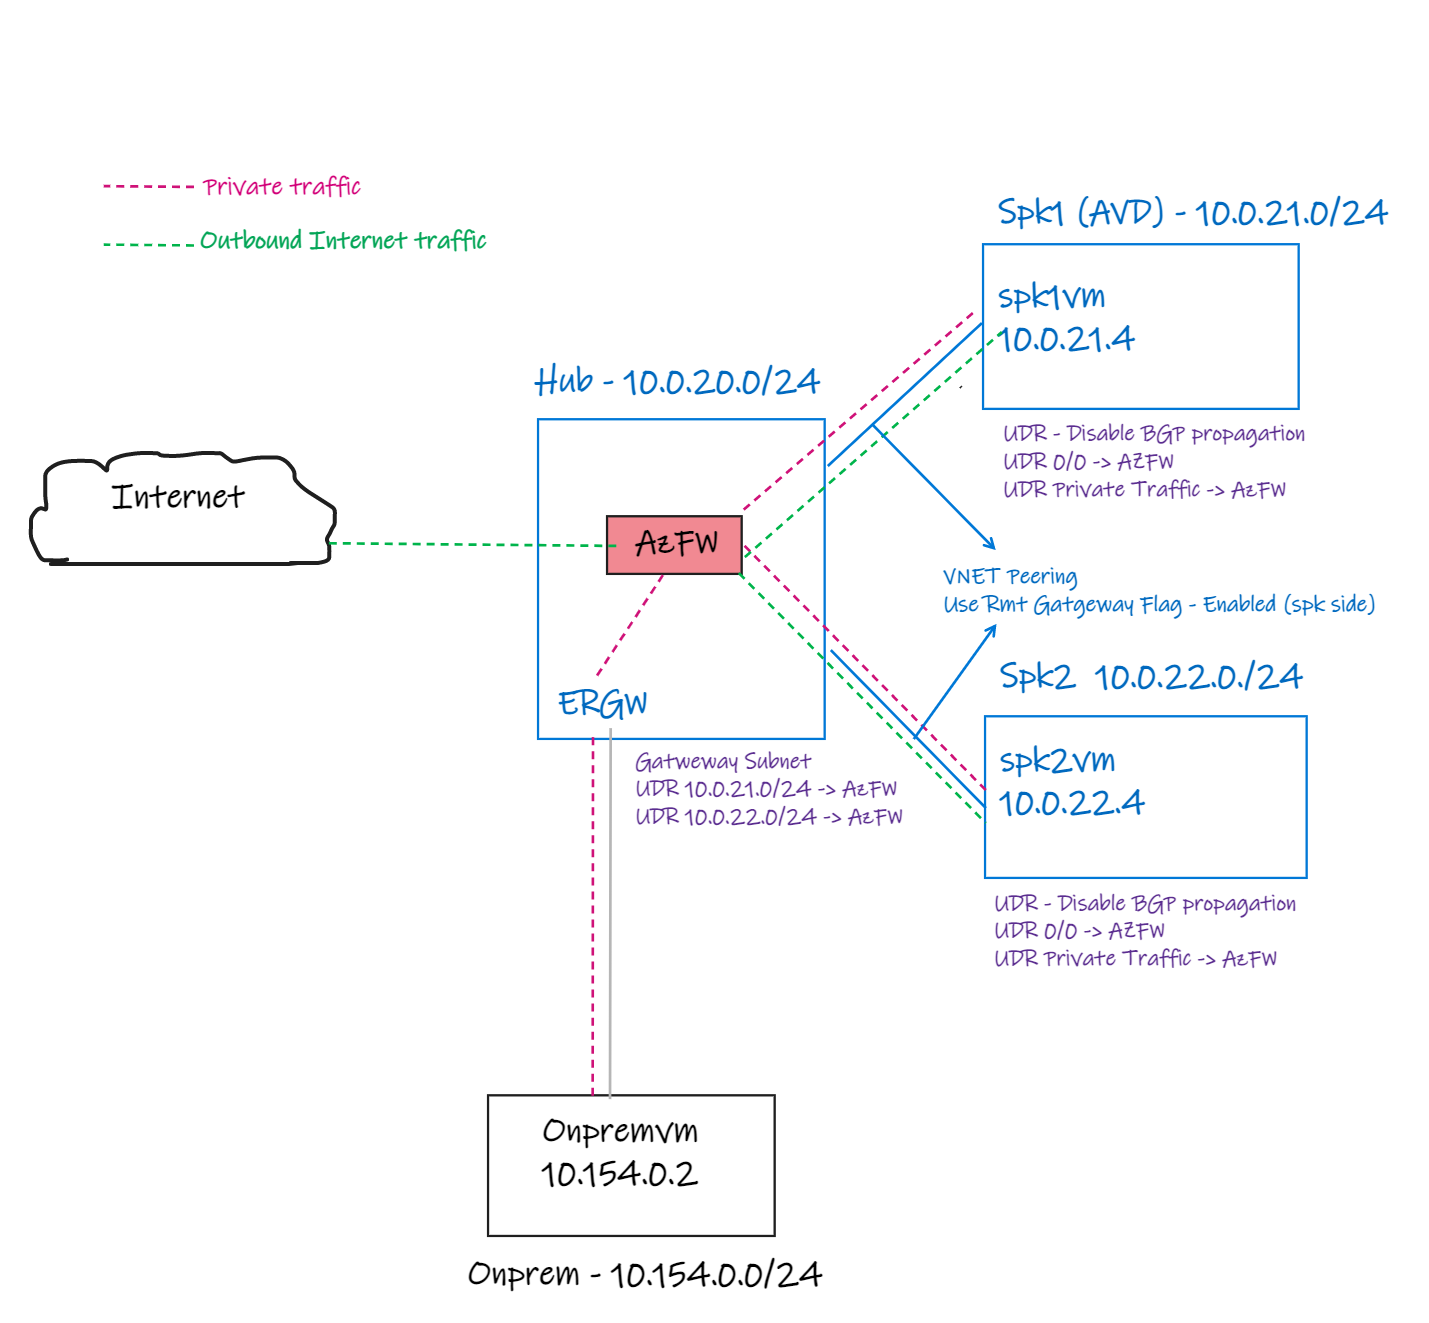 Private traffic
Outbound Internet traffic
Spk1 (AVD) - 10.0.21.0/24
spk1vm
10.0.21.4
Hub - 10.0.20.0/24
UDR - Disable BGP propagation
UDR 0/0 -> AZFW
UDR Private Traffic -> AzFW
Internet
AzFW
VNET Peering
Use Rmt Gatgeway Flag - Enabled (spk side)
Spk2 10.0.22.0./24
ERGW
spk2vm
10.0.22.4
Gatweway Subnet
UDR 10.0.21.0/24 -> AzFW
UDR 10.0.22.0/24 -> AzFW
UDR - Disable BGP propagation
UDR 0/0 -> AZFW
UDR Private Traffic -> AzFW
Onpremvm
10.154.0.2
Onprem - 10.154.0.0/24